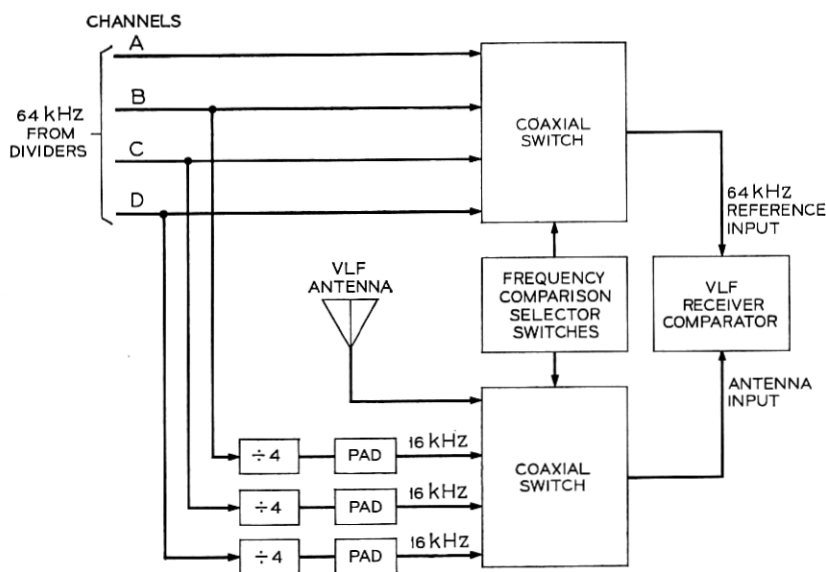 CHANNELS
A
B
C
D
64 kHz
FROM
DIVIDERS
COAXIAL
SWITCH
64 kHz
REFERENCE
INPUT
VLF
ANTENNA
FREQUENCY
COMPARISON
SELECTOR
SWITCHES
VLF
RECEIVER
COMPARATOR
ANTENNA
INPUT
÷4
PAD
16 kHz
÷4
PAD
16 kHz
÷4
PAD
16 kHz
COAXIAL
SWITCH